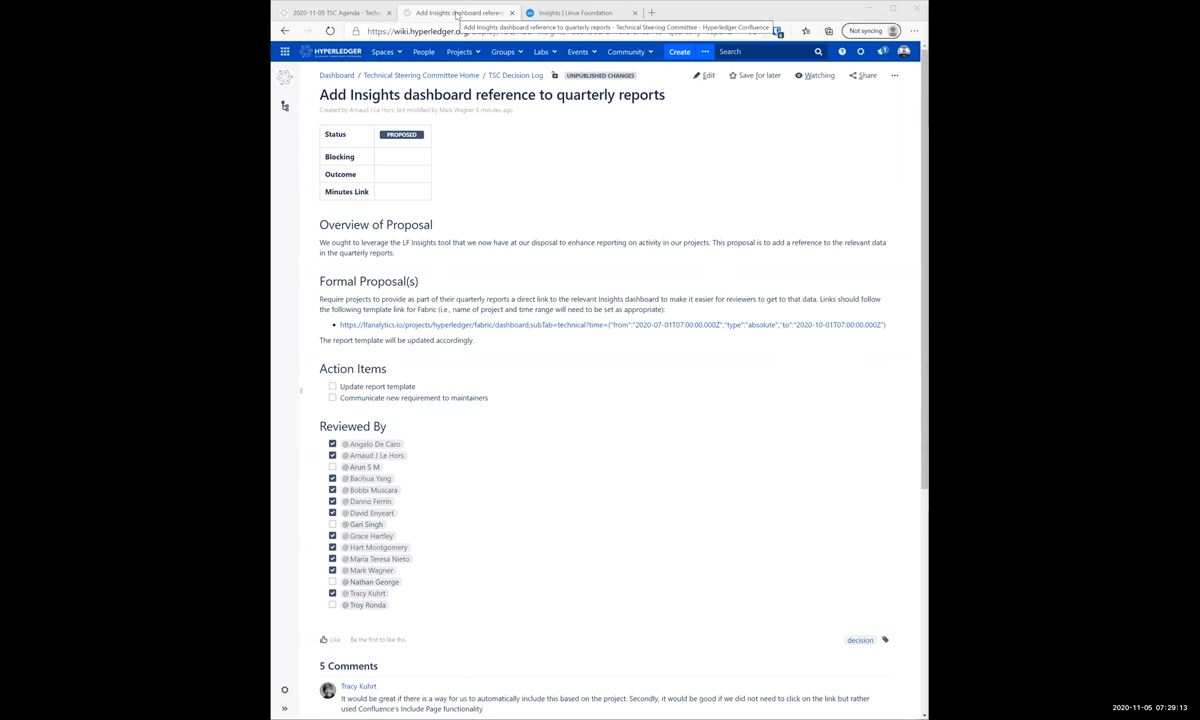 2020-11-05 TSC Agenda - Techn
Add Insights dashboard referen
Insights | Linux Foundation
Add Insights dashboard reference to quarterly reports - Technical Steering Committee - Hyperledger Confluence
https://wiki.hyperledger.o
Not syncing
HYPERLEDGER Spaces People Projects Groups Labs Events Community Create Search
Dashboard / Technical Steering Committee Home / TSC Decision Log UNPUBLISHED CHANGES Edit Save for later Watching Share
Add Insights dashboard reference to quarterly reports
Created by Arnaud J Le Hors, last modified by Mark Wagner 6 minutes ago
Status PROPOSED
Blocking
Outcome
Minutes Link
Overview of Proposal
We ought to leverage the LF Insights tool that we now have at our disposal to enhance reporting on activity in our projects. This proposal is to add a reference to the relevant data
in the quarterly reports.
Formal Proposal(s)
Require projects to provide as part of their quarterly reports a direct link to the relevant Insights dashboard to make it easier for reviewers to get to that data. Links should follow
the following template link for Fabric (i.e., name of project and time range will need to be set as appropriate):
• https://lfanalytics.io/projects/hyperledger/fabric/dashboard;subTab=technical?time={"from":"2020-07-01T07:00:00.000Z","type":"absolute","to":"2020-10-01T07:00:00.000Z"}
The report template will be updated accordingly.
Action Items
Update report template
Communicate new requirement to maintainers
Reviewed By
@ Angelo De Caro
@ Arnaud J Le Hors
@ Arun S M
@ Baohua Yang
@ Bobbi Muscara
@ Danno Ferrin
@ David Enyeart
@ Gari Singh
@ Grace Hartley
@ Hart Montgomery
@ Maria Teresa Nieto
@ Mark Wagner
@ Nathan George
@ Tracy Kuhrt
@ Troy Ronda
Like Be the first to like this
decision
5 Comments
Tracy Kuhrt
It would be great if there is a way for us to automatically include this based on the project. Secondly, it would be good if we did not need to click on the link but rather
used Confluence's Include Page functionality
2020-11-05 07:29:13